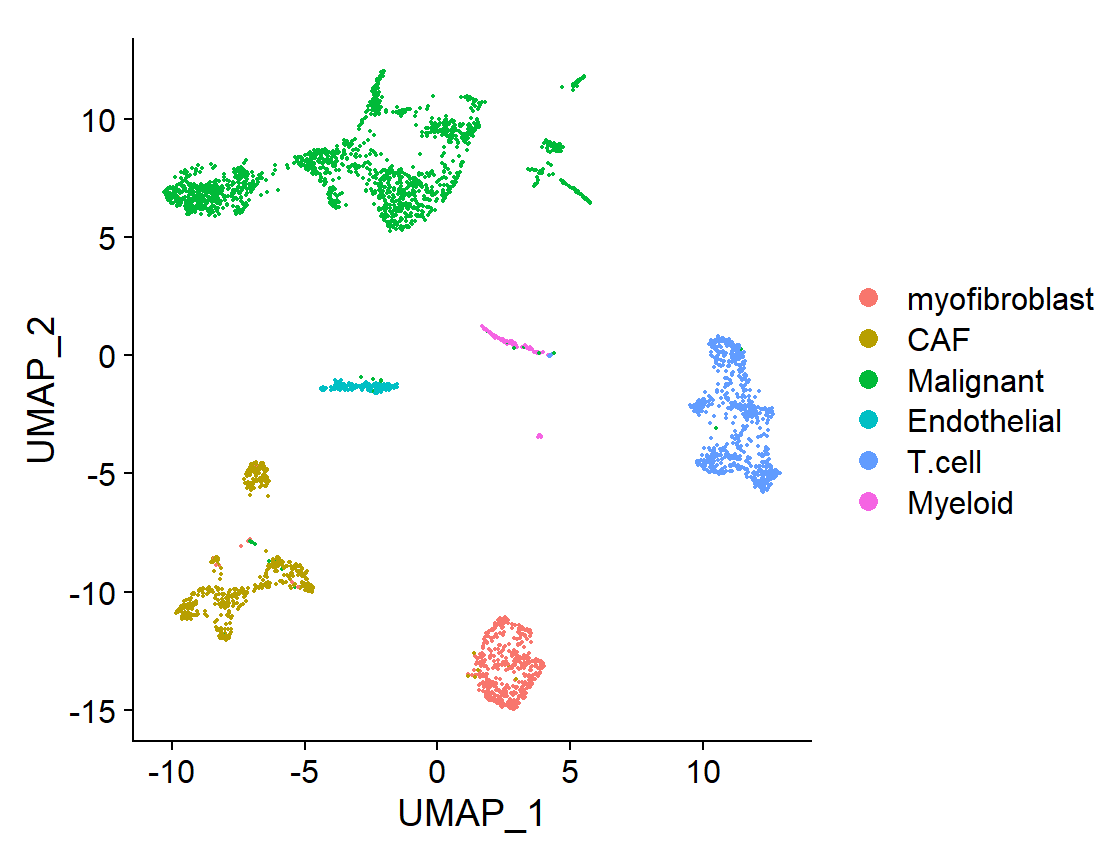 10
5
0
-5
-10
-15
UMAP_2
-10 -5 0 5 10
UMAP_1
myofibroblast
CAF
Malignant
Endothelial
T.cell
Myeloid